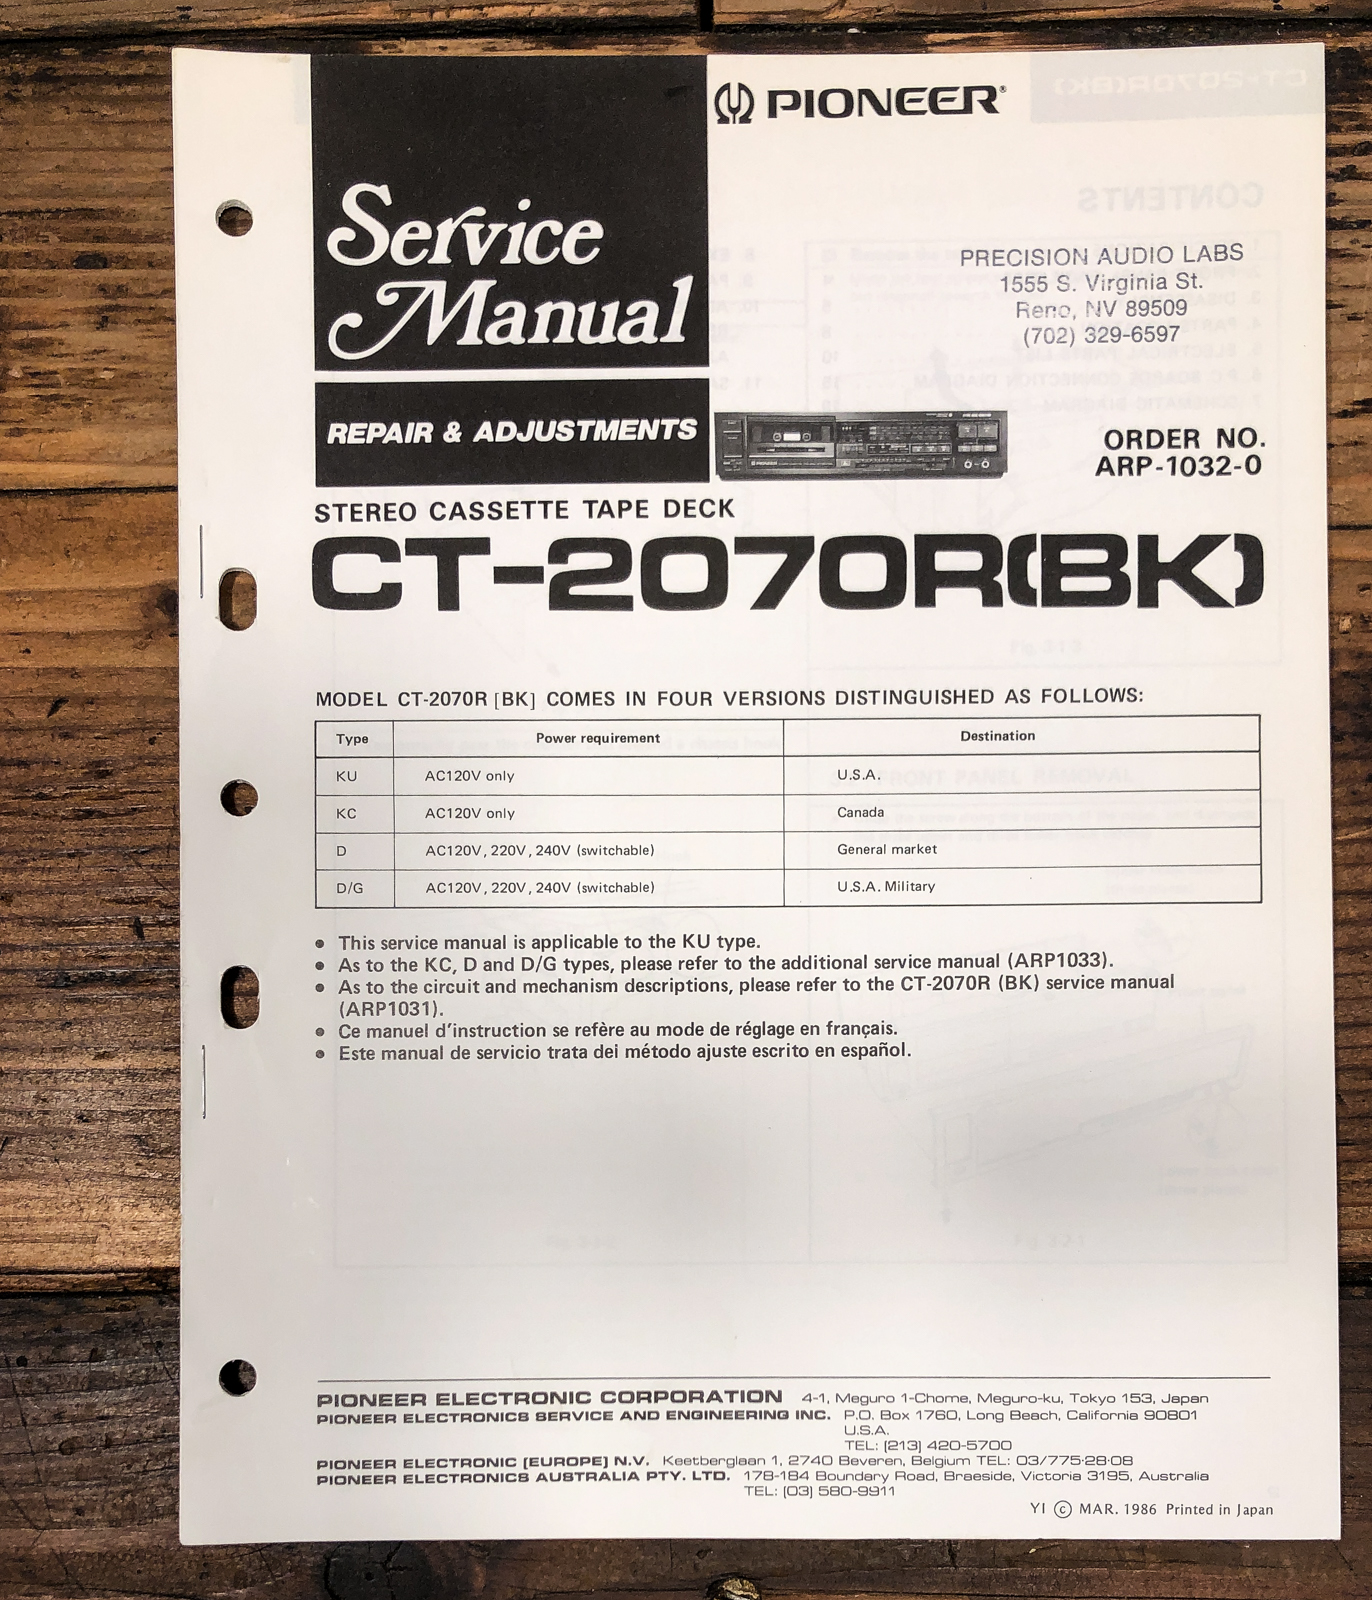 PIONEER®
Service
Manual
REPAIR & ADJUSTMENTS
PRECISION AUDIO LABS
1555 S. Virginia St.
Reno, NV 89509
(702) 329-6597
ORDER NO.
ARP-1032-0
STEREO CASSETTE TAPE DECK
CT-2070R(BK)
MODEL CT-2070R [BK] COMES IN FOUR VERSIONS DISTINGUISHED AS FOLLOWS:
Type Power requirement Destination
KU AC120V only U.S.A.
KC AC120V only Canada
D AC120V, 220V, 240V (switchable) General market
D/G AC120V, 220V, 240V (switchable) U.S.A. Military
● This service manual is applicable to the KU type.
● As to the KC, D and D/G types, please refer to the additional service manual (ARP1033).
● As to the circuit and mechanism descriptions, please refer to the CT-2070R (BK) service manual
(ARP1031).
● Ce manuel d'instruction se refère au mode de réglage en français.
● Este manual de servicio trata del método ajuste escrito en español.
PIONEER ELECTRONIC CORPORATION 4-1, Meguro 1-Chome, Meguro-ku, Tokyo 153, Japan
PIONEER ELECTRONICS SERVICE AND ENGINEERING INC. P.O. Box 1760, Long Beach, California 90801
U.S.A.
TEL: [213] 420-5700
PIONEER ELECTRONIC [EUROPE] N.V. Keetberglaan 1, 2740 Beveren, Belgium TEL: 03/775·28·08
PIONEER ELECTRONICS AUSTRALIA PTY. LTD. 178-184 Boundary Road, Braeside, Victoria 3195, Australia
TEL: [03] 580-9911
YI © MAR. 1986 Printed in Japan